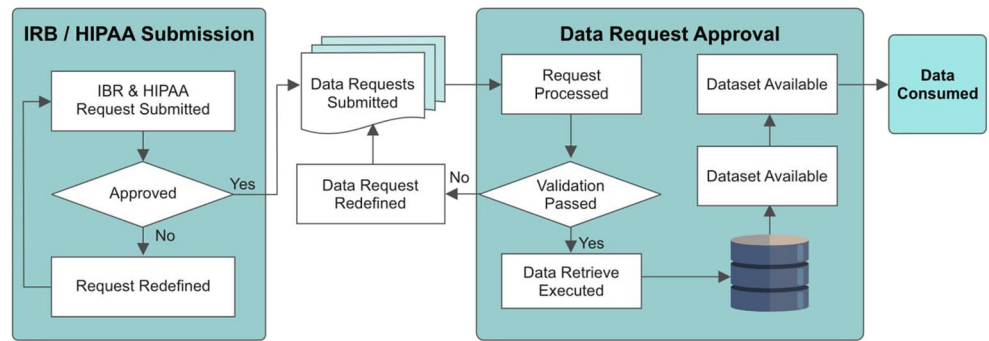 IRB / HIPAA Submission
IBR & HIPAA
Request Submitted
Approved
Yes
No
Request Redefined
Data Requests
Submitted
Data Request
Redefined
No
Data Request Approval
Request
Processed
Validation
Passed
Yes
Data Retrieve
Executed
Dataset Available
Dataset Available
Data
Consumed